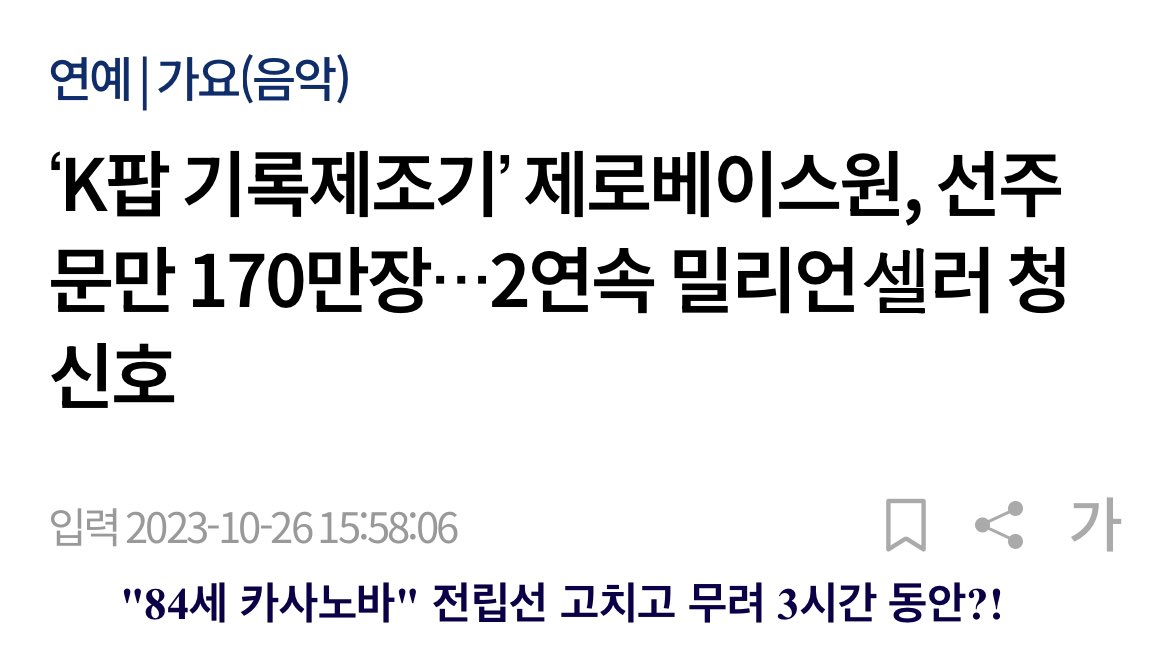 연예 | 가요(음악)
‘K팝 기록제조기’ 제로베이스원, 선주
문만 170만장…2연속 밀리언셀러 청
신호
입력 2023-10-26 15:58:06
가
"84세 카사노바" 전립선 고치고 무려 3시간 동안?!